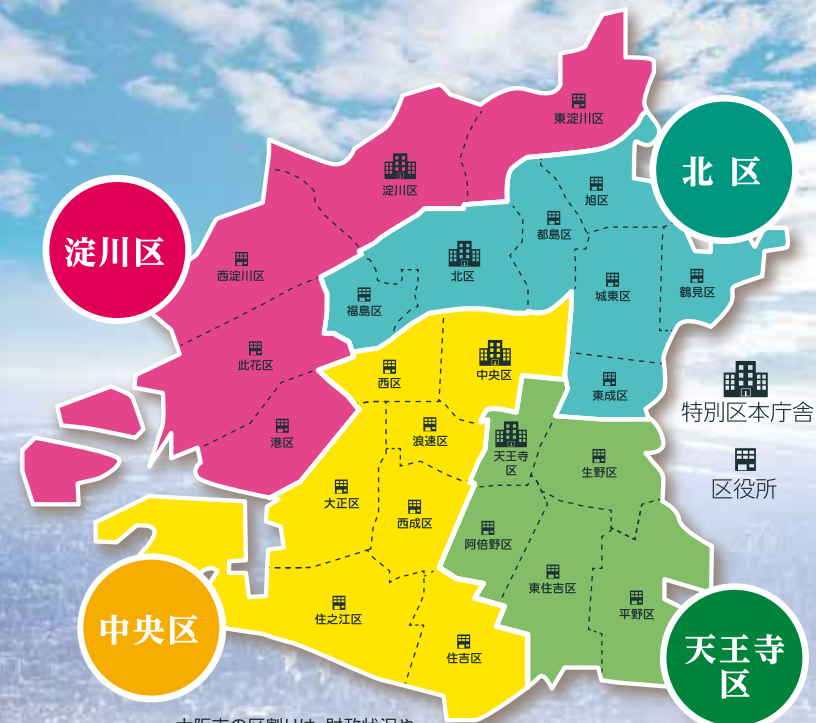 東淀川区
淀川区
北 区
旭区
都島区
淀川区
西淀川区
北区
城東区
鶴見区
福島区
此花区
西区
中央区
東成区
特別区本庁舎
港区
浪速区
天王寺
区
生野区
区役所
大正区
西成区
阿倍野区
東住吉区
平野区
住之江区
中央区
住吉区
天王寺
区